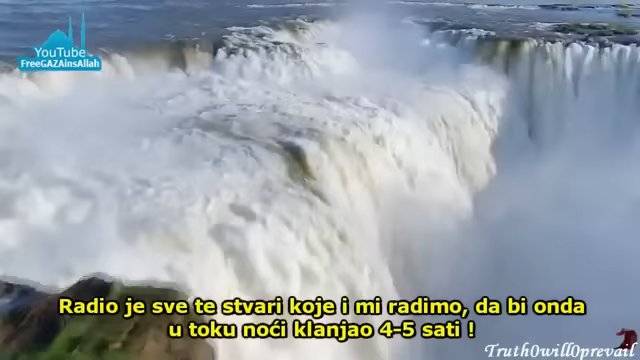 YouTube
FreeGAZAinsAllah
Radio je sve te stvari koje i mi radimo, da bi onda
u toku noći klanjao 4-5 sati !
Truth0will0prevail